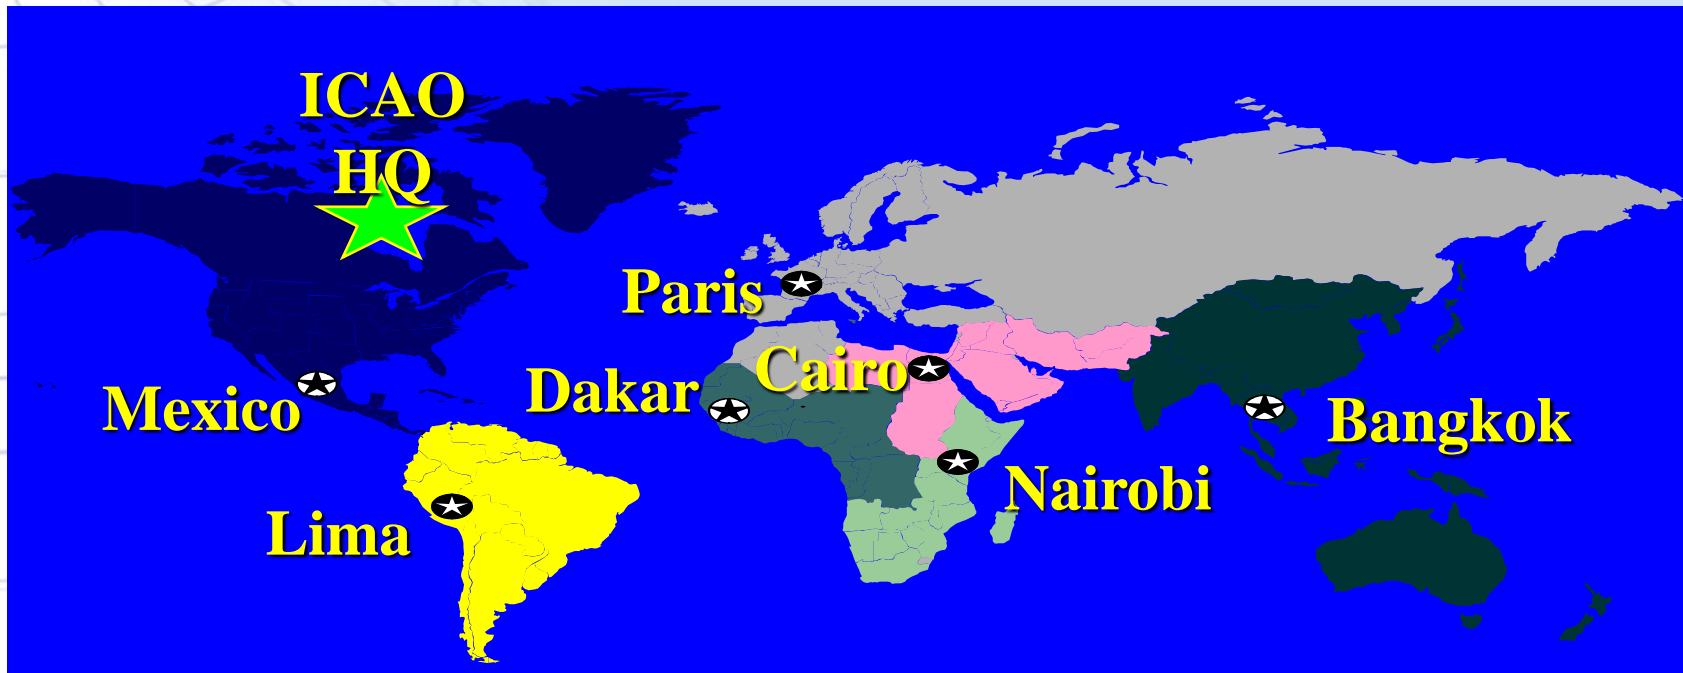 ICAO
HQ
Paris
Cairo
Dakar
Mexico
Bangkok
Nairobi
Lima